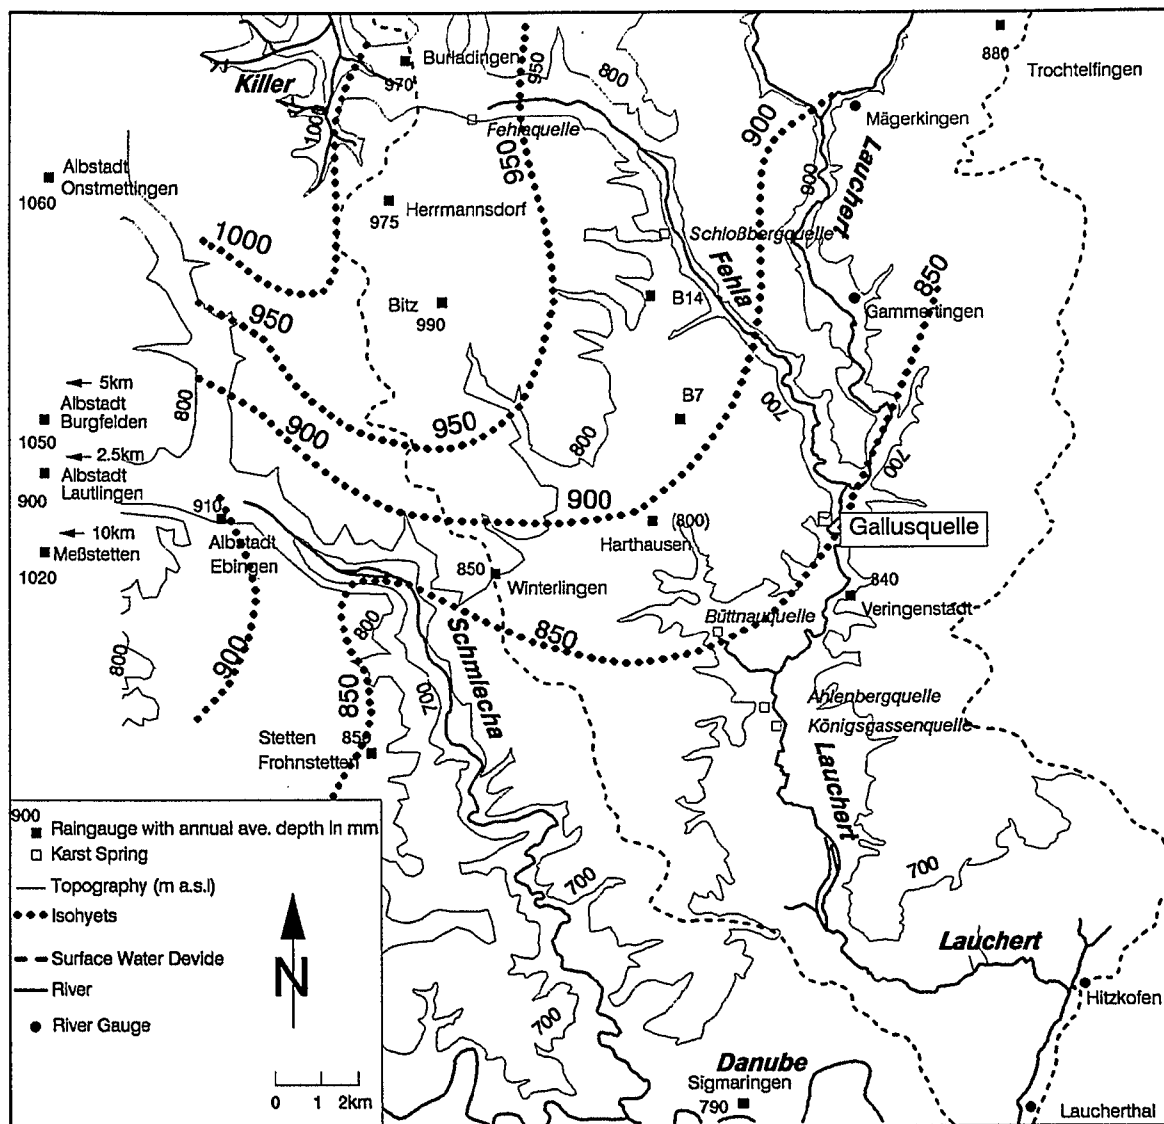 Burladingen
970
950
800
880
Trochtelfingen
Killer
1000
Fehlaquelle
900
Mägerkingen
Albstadt
Onstmettingen
1060
950
Lauchert
900
Herrmannsdorf
975
1000
Schloßbergquelle
Fehla
850
Bitz
990
B14
Gammertingen
950
5km
Albstadt
Burgfelden
1050
800
B7
700
900
950
800
700
2.5km
Albstadt
Lautlingen
900
910
900
(800)
Harthausen
Gallusquelle
10km
Meßstetten
1020
Albstadt
Ebingen
850
Winterlingen
840
Veringenstadt
Büttnauquelle
800
850
800
900
Schmiecha
850
700
Ahlenbergquelle
Königsgassenquelle
Stetten
850
Frohnstetten
Lauchert
900
Raingauge with annual ave. depth in mm
Karst Spring
Topography (m a.s.l)
Isohyets
Surface Water Devide
River
River Gauge
N
0 1 2km
700
700
Lauchert
Hitzkofen
700
Danube
Sigmaringen
790
Laucherthal